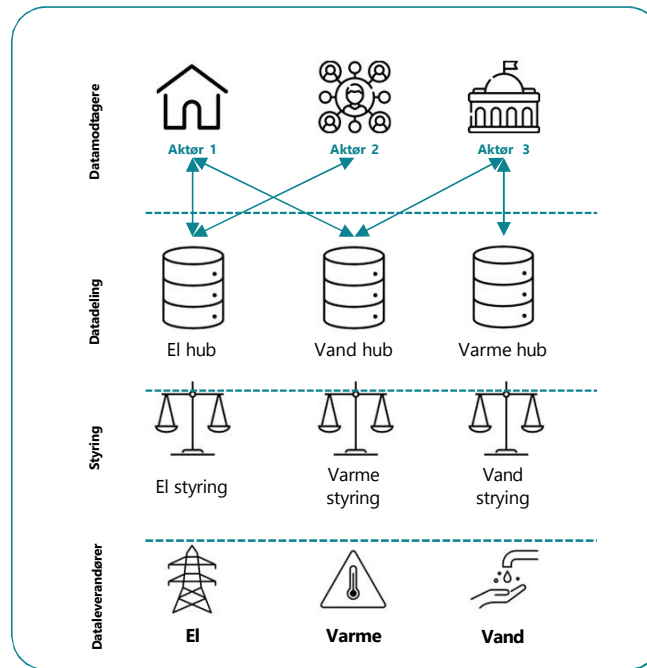 Datamodtagere
Aktør 1
Aktør 2
Aktør 3
Datadeling
El hub
Vand hub
Varme hub
Styring
El styring
Varme
styring
Vand
strying
Dataleverandører
El
Varme
Vand